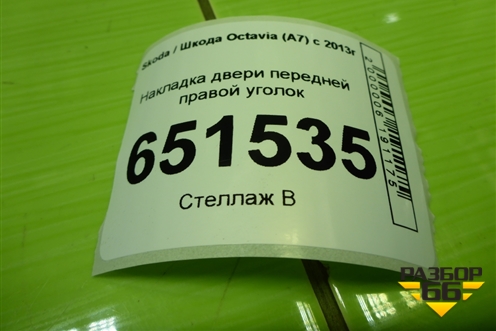 Skoda / Шкода Octavia (A7) с 2013г
Накладка двери передней
правой уголок
651535
Стеллаж В
2000006191175
РАЗБОР
66